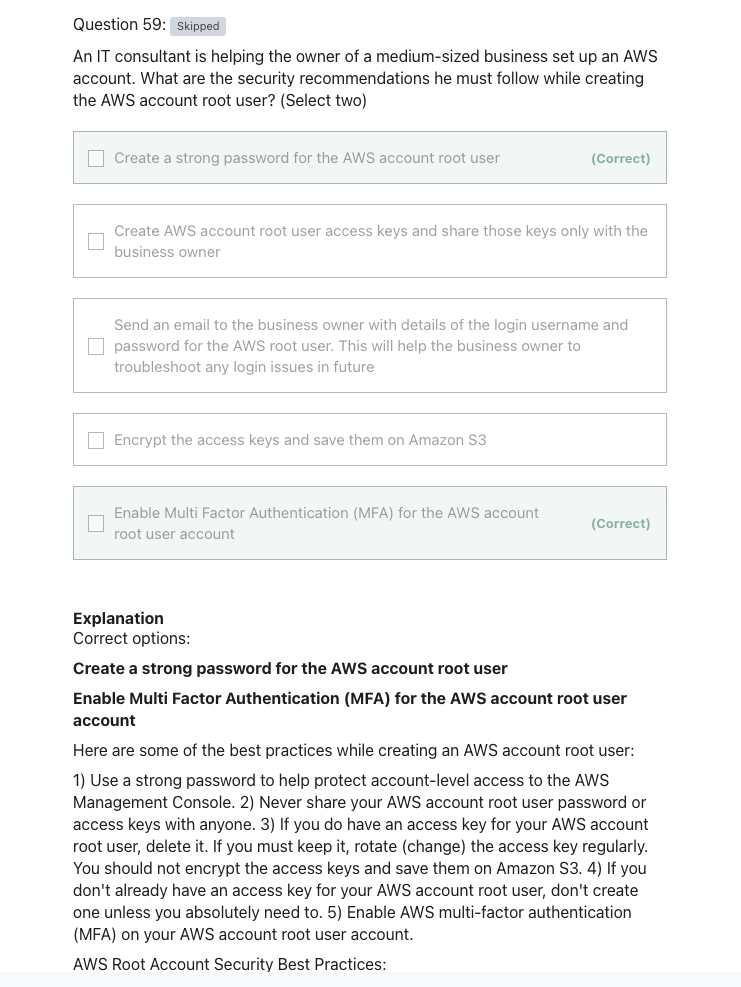 Question 59: Skipped
An IT consultant is helping the owner of a medium-sized business set up an AWS
account. What are the security recommendations he must follow while creating
the AWS account root user? (Select two)
Create a strong password for the AWS account root user (Correct)
Create AWS account root user access keys and share those keys only with the
business owner
Send an email to the business owner with details of the login username and
password for the AWS root user. This will help the business owner to
troubleshoot any login issues in future
Encrypt the access keys and save them on Amazon S3
Enable Multi Factor Authentication (MFA) for the AWS account
root user account (Correct)
Explanation
Correct options:
Create a strong password for the AWS account root user
Enable Multi Factor Authentication (MFA) for the AWS account root user
account
Here are some of the best practices while creating an AWS account root user:
1) Use a strong password to help protect account-level access to the AWS
Management Console. 2) Never share your AWS account root user password or
access keys with anyone. 3) If you do have an access key for your AWS account
root user, delete it. If you must keep it, rotate (change) the access key regularly.
You should not encrypt the access keys and save them on Amazon S3. 4) If you
don't already have an access key for your AWS account root user, don't create
one unless you absolutely need to. 5) Enable AWS multi-factor authentication
(MFA) on your AWS account root user account.
AWS Root Account Security Best Practices: